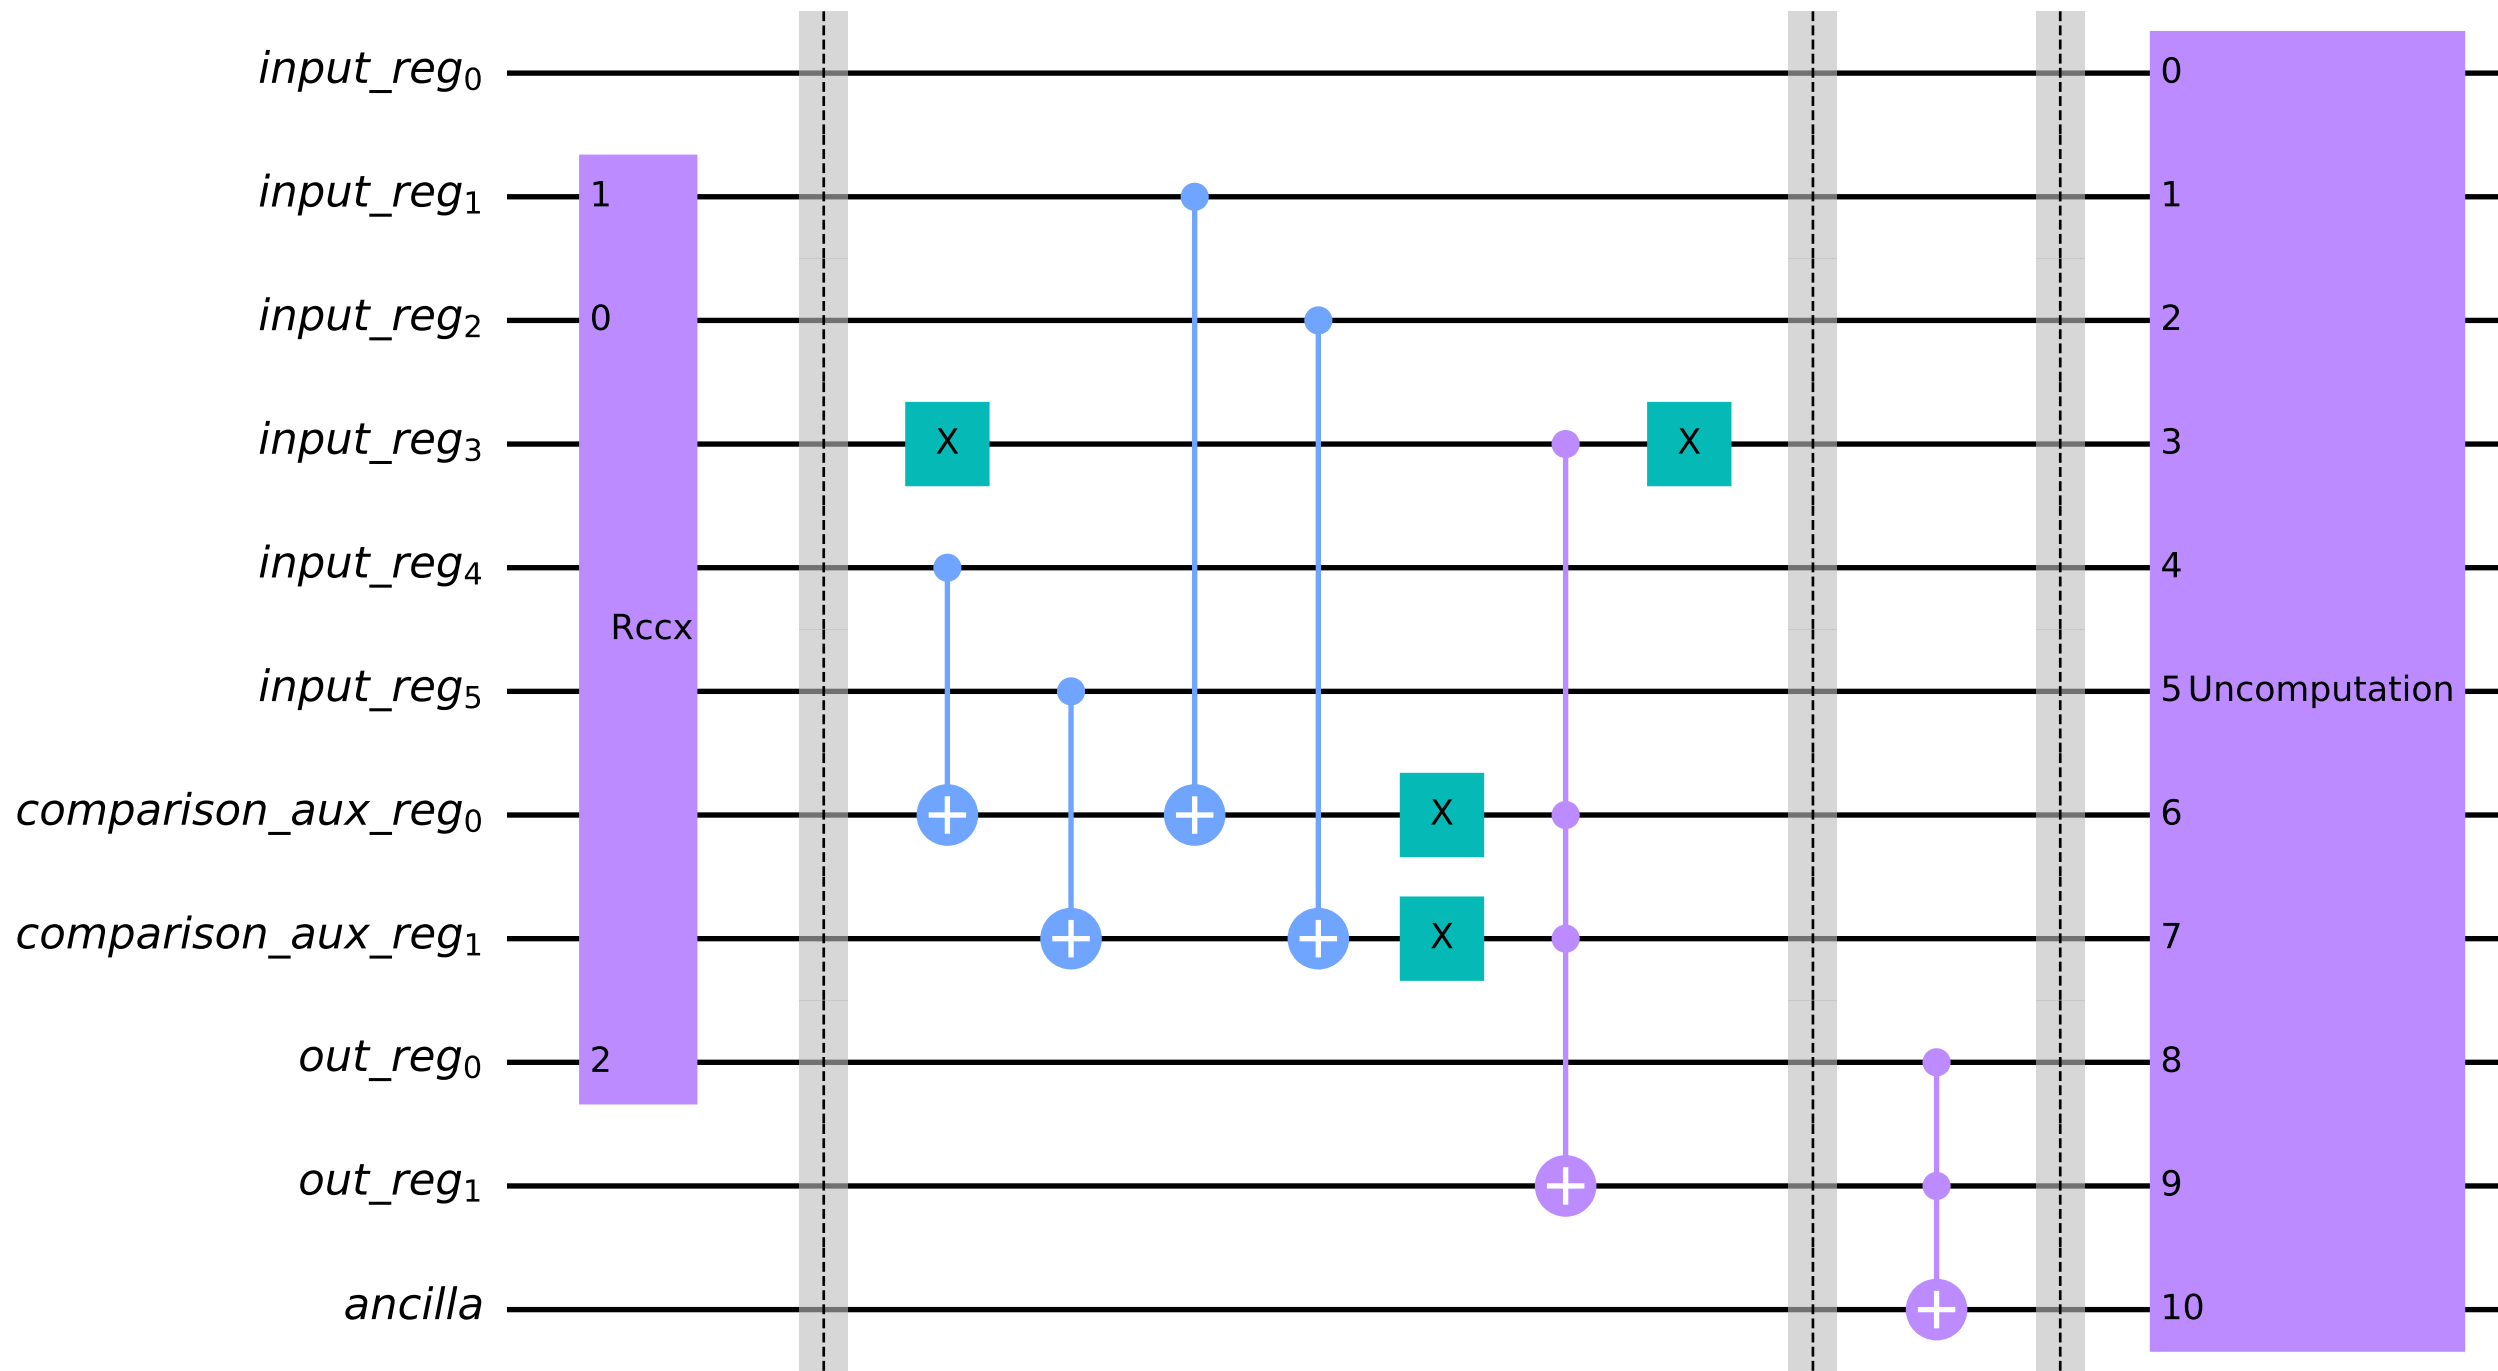 input_reg₀ 0
input_reg₁ 1 1
input_reg₂ 0 2
input_reg₃ X X 3
input_reg₄ 4
Rccx
input_reg₅ 5 Uncomputation
comparison_aux_reg₀ X 6
comparison_aux_reg₁ X 7
out_reg₀ 2 8
out_reg₁ 9
ancilla 10